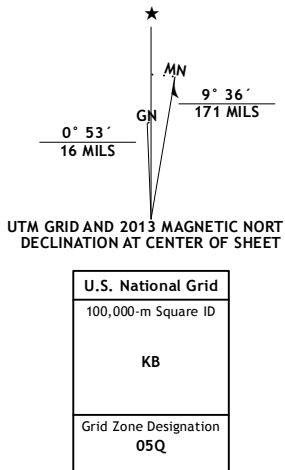 ★
MN
9° 36´
171 MILS
GN
0° 53´
16 MILS
UTM GRID AND 2013 MAGNETIC NORT
DECLINATION AT CENTER OF SHEET
U.S. National Grid
100,000-m Square ID
KB
Grid Zone Designation
05Q